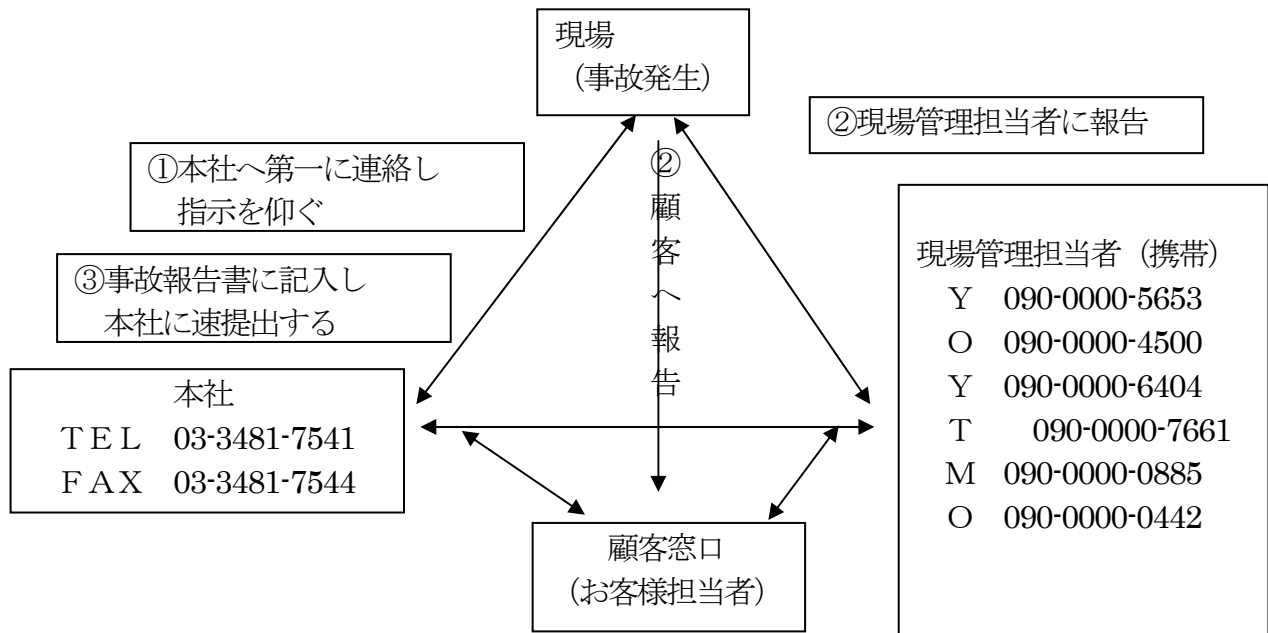 現場
（事故発生）
②現場管理担当者に報告
①本社へ第一に連絡し
指示を仰ぐ
②顧客へ報告
③事故報告書に記入し
本社に速提出する
本社
ＴＥＬ　03-3481-7541
ＦＡＸ　03-3481-7544
現場管理担当者（携帯）
Ｙ　090-0000-5653
Ｏ　090-0000-4500
Ｙ　090-0000-6404
Ｔ　　090-0000-7661
Ｍ　090-0000-0885
Ｏ　090-0000-0442
顧客窓口
（お客様担当者）